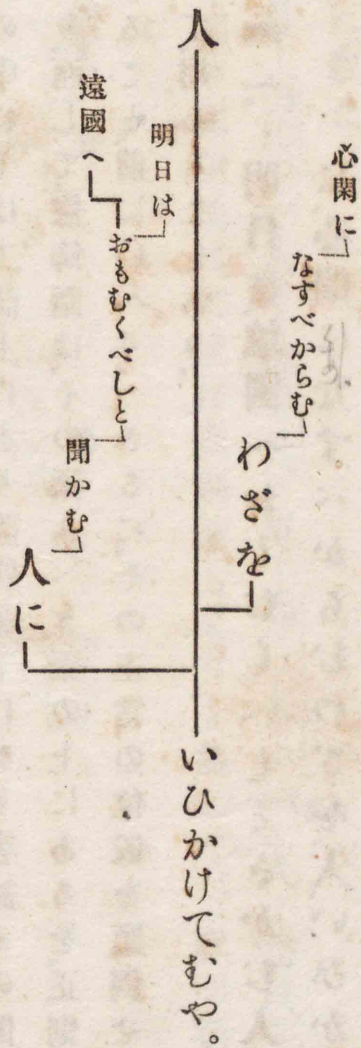 心閑に
なすべからむ
わざを
人
いひかけてむや。
明日は
遠國へ
おもむくべしと
聞かむ
人に